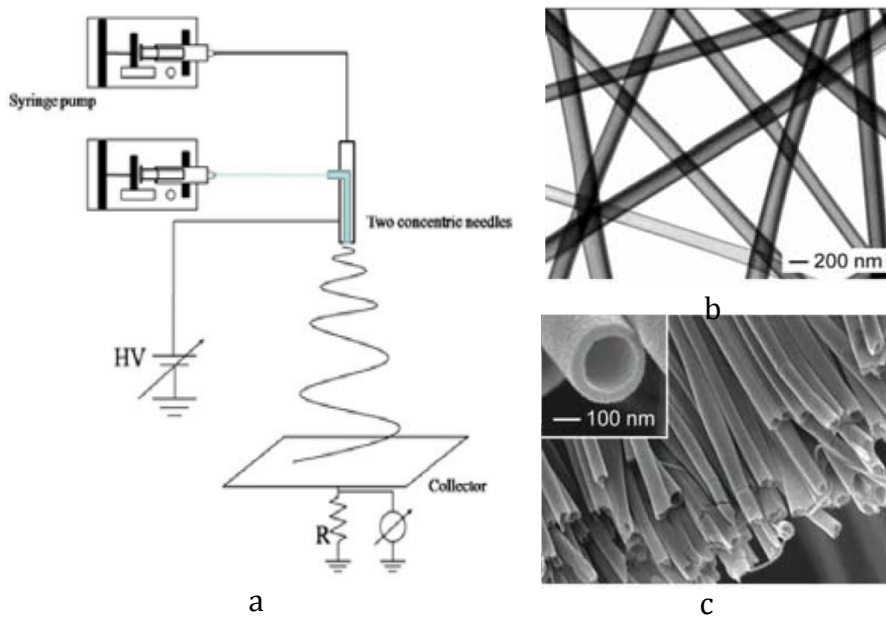 Syringe pump
Two concentric needles
HV
Collector
R
a
200 nm
b
100 nm
c